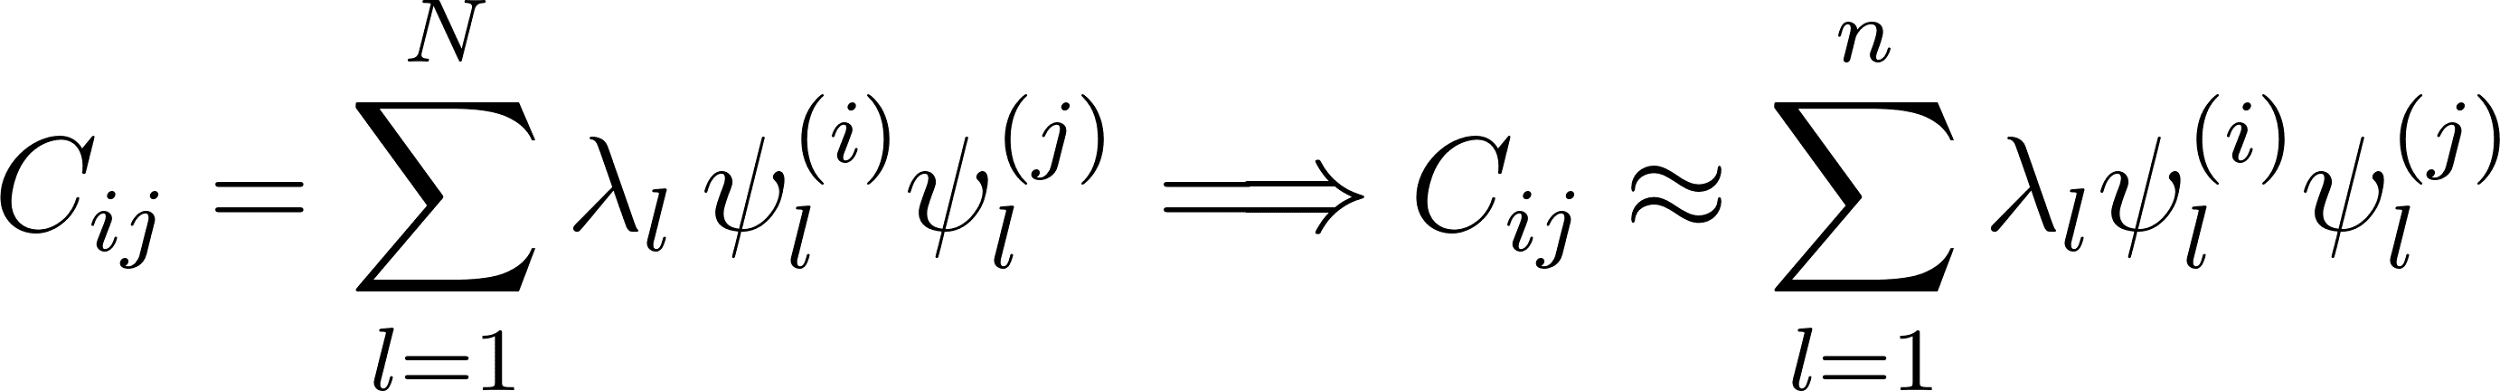 $C_{ij} = \sum_{l=1}^{N} \lambda_l \psi_l^{(i)} \psi_l^{(j)} \Longrightarrow C_{ij} \approx \sum_{l=1}^{n} \lambda_l \psi_l^{(i)} \psi_l^{(j)}$